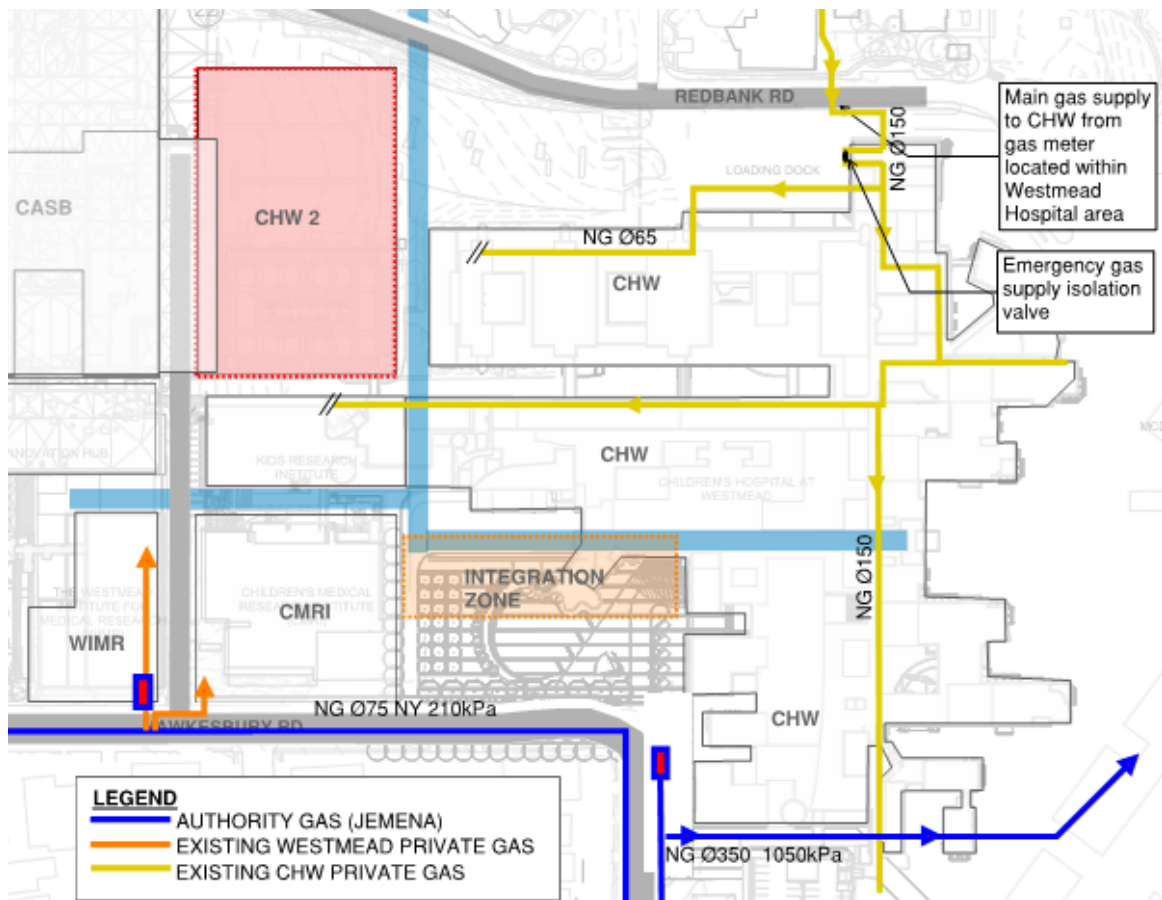 REDBANK RD
Main gas supply
to CHW from
gas meter
located within
Westmead
Hospital area
NG Ø150
LOADING DOCK
CASB
CHW 2
NG Ø65
CHW
Emergency gas
supply isolation
valve
CHW
KIDS RESEARCH
INSTITUTE
CHILDREN'S HOSPITAL AT
WESTMEAD
INNOVATION HUB
NG Ø150
INTEGRATION
ZONE
THE WESTMEAD
INSTITUTE FOR
MEDICAL RESEARCH
WIMR
CHILDREN'S MEDICAL
RESEARCH INSTITUTE
CMRI
NG Ø75 NY 210kPa
HAWKESBURY RD
CHW
LEGEND
AUTHORITY GAS (JEMENA)
EXISTING WESTMEAD PRIVATE GAS
EXISTING CHW PRIVATE GAS
NG Ø350 1050kPa